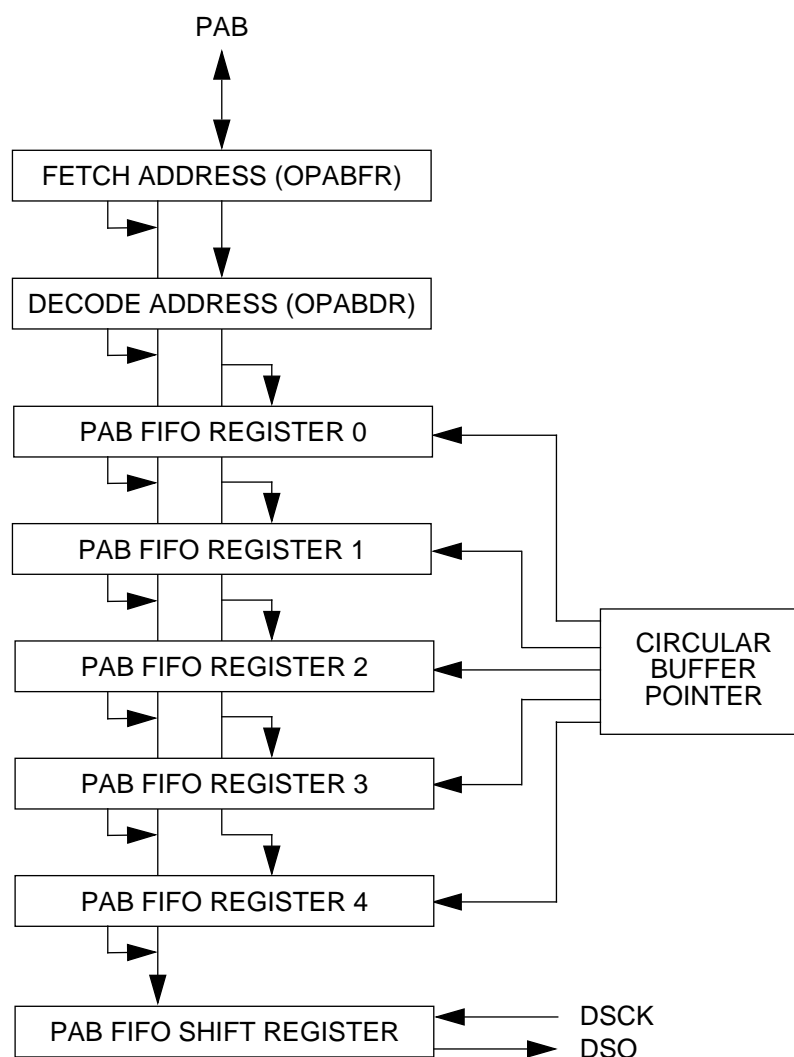 PAB
FETCH ADDRESS (OPABFR)
DECODE ADDRESS (OPABDR)
PAB FIFO REGISTER 0
PAB FIFO REGISTER 1
PAB FIFO REGISTER 2
CIRCULAR
BUFFER
POINTER
PAB FIFO REGISTER 3
PAB FIFO REGISTER 4
PAB FIFO SHIFT REGISTER
DSCK
DSO